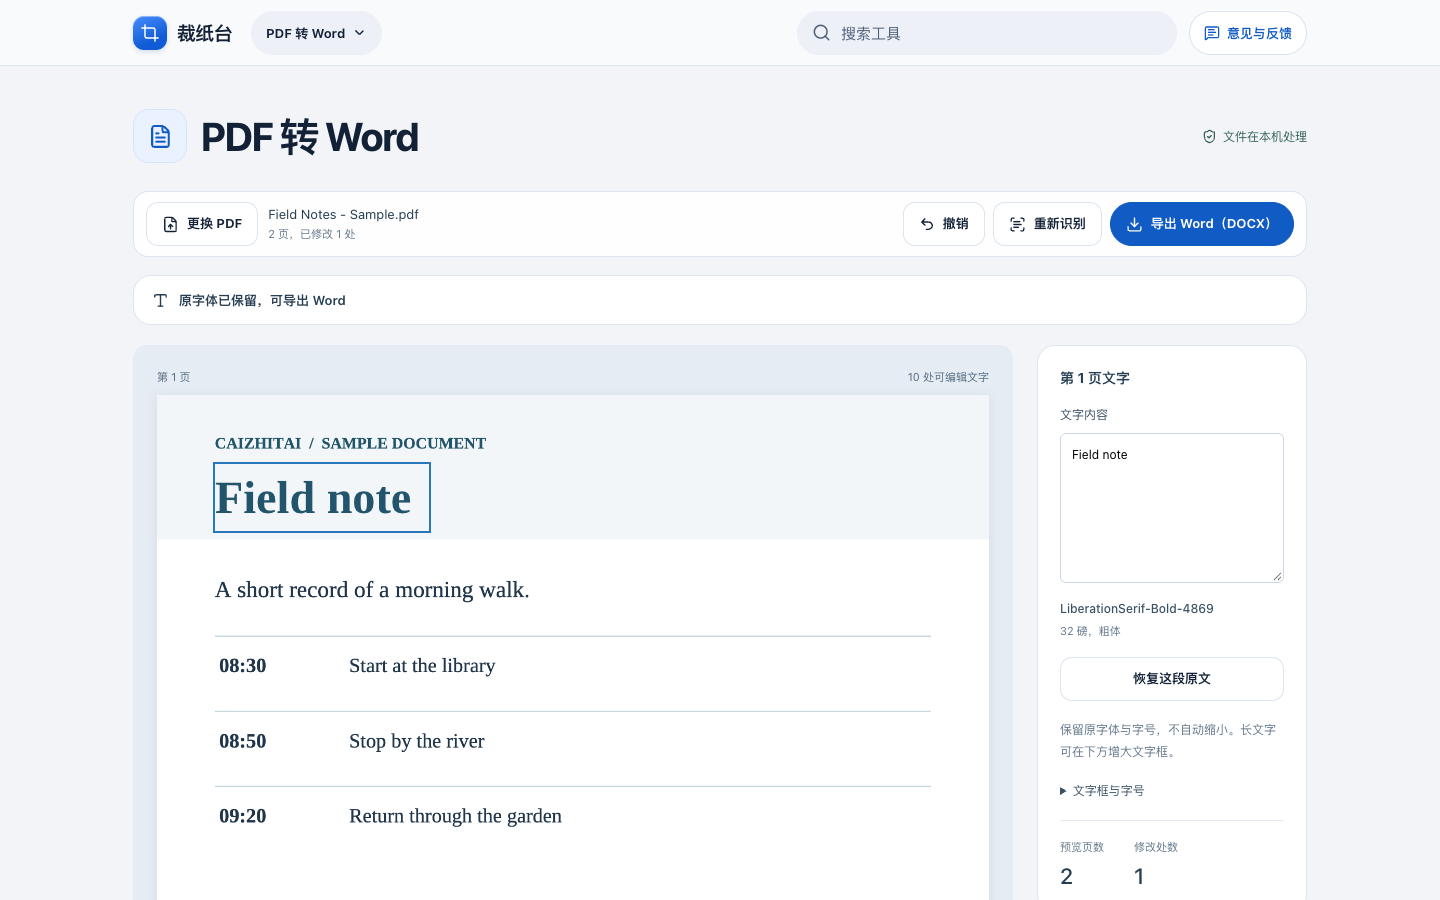 裁纸台
PDF 转 Word
搜索工具
意见与反馈
PDF 转 Word
文件在本机处理
更换 PDF
Field Notes - Sample.pdf
2 页，已修改 1 处
撤销
重新识别
导出 Word（DOCX）
原字体已保留，可导出 Word
第 1 页
10 处可编辑文字
CAIZHITAI / SAMPLE DOCUMENT
Field note
A short record of a morning walk.
08:30 Start at the library
08:50 Stop by the river
09:20 Return through the garden
第 1 页文字
文字内容
Field note
LiberationSerif-Bold-4869
32 磅，粗体
恢复这段原文
保留原字体与字号，不自动缩小。长文字
可在下方增大文字框。
文字框与字号
预览页数 修改处数
2 1